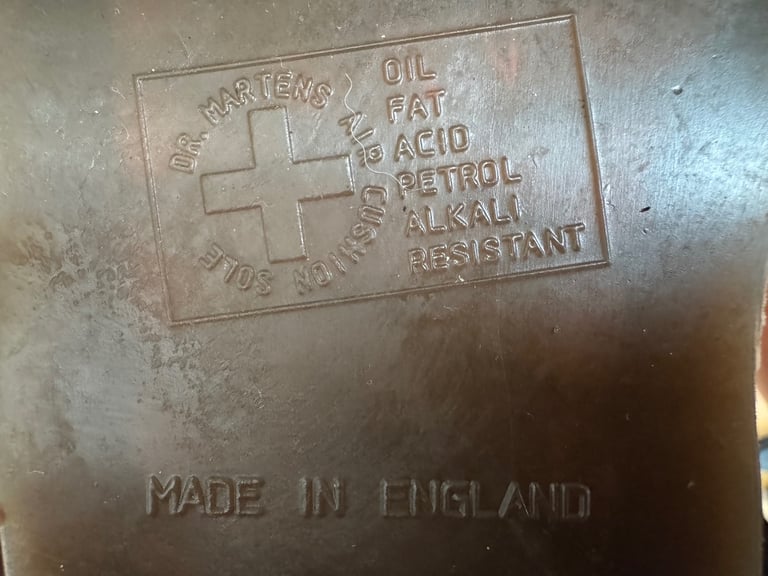 DR. MARTENS AIR CUSHION SOLE
OIL
FAT
ACID
PETROL
ALKALI
RESISTANT
MADE IN ENGLAND